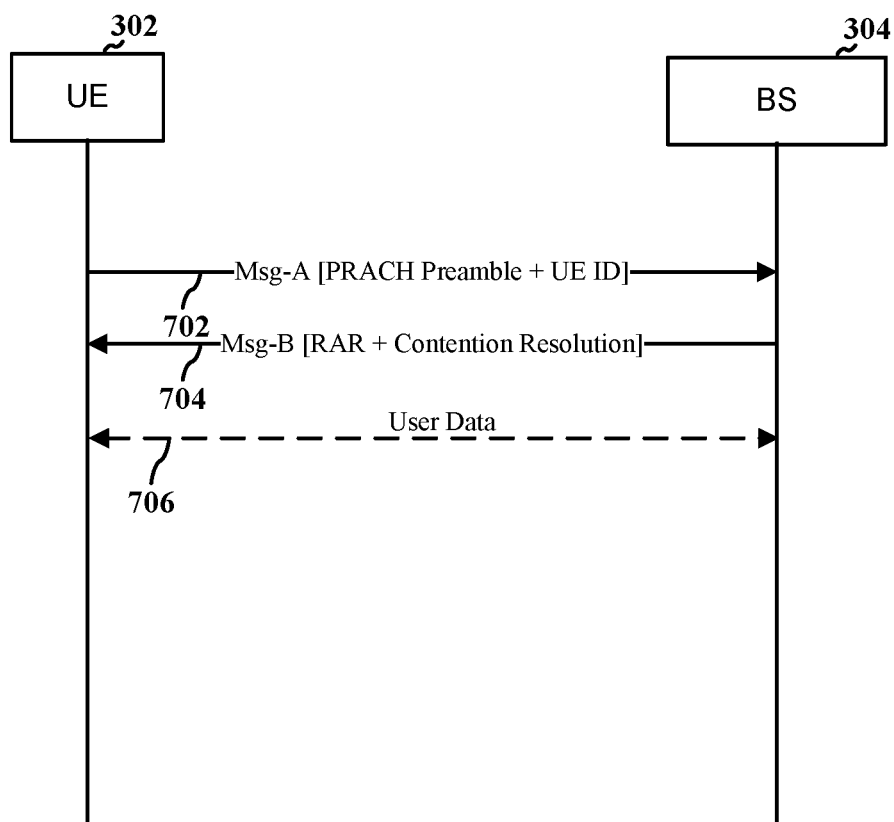 302
304
UE
BS
Msg-A [PRACH Preamble + UE ID]
702
Msg-B [RAR + Contention Resolution]
704
User Data
706